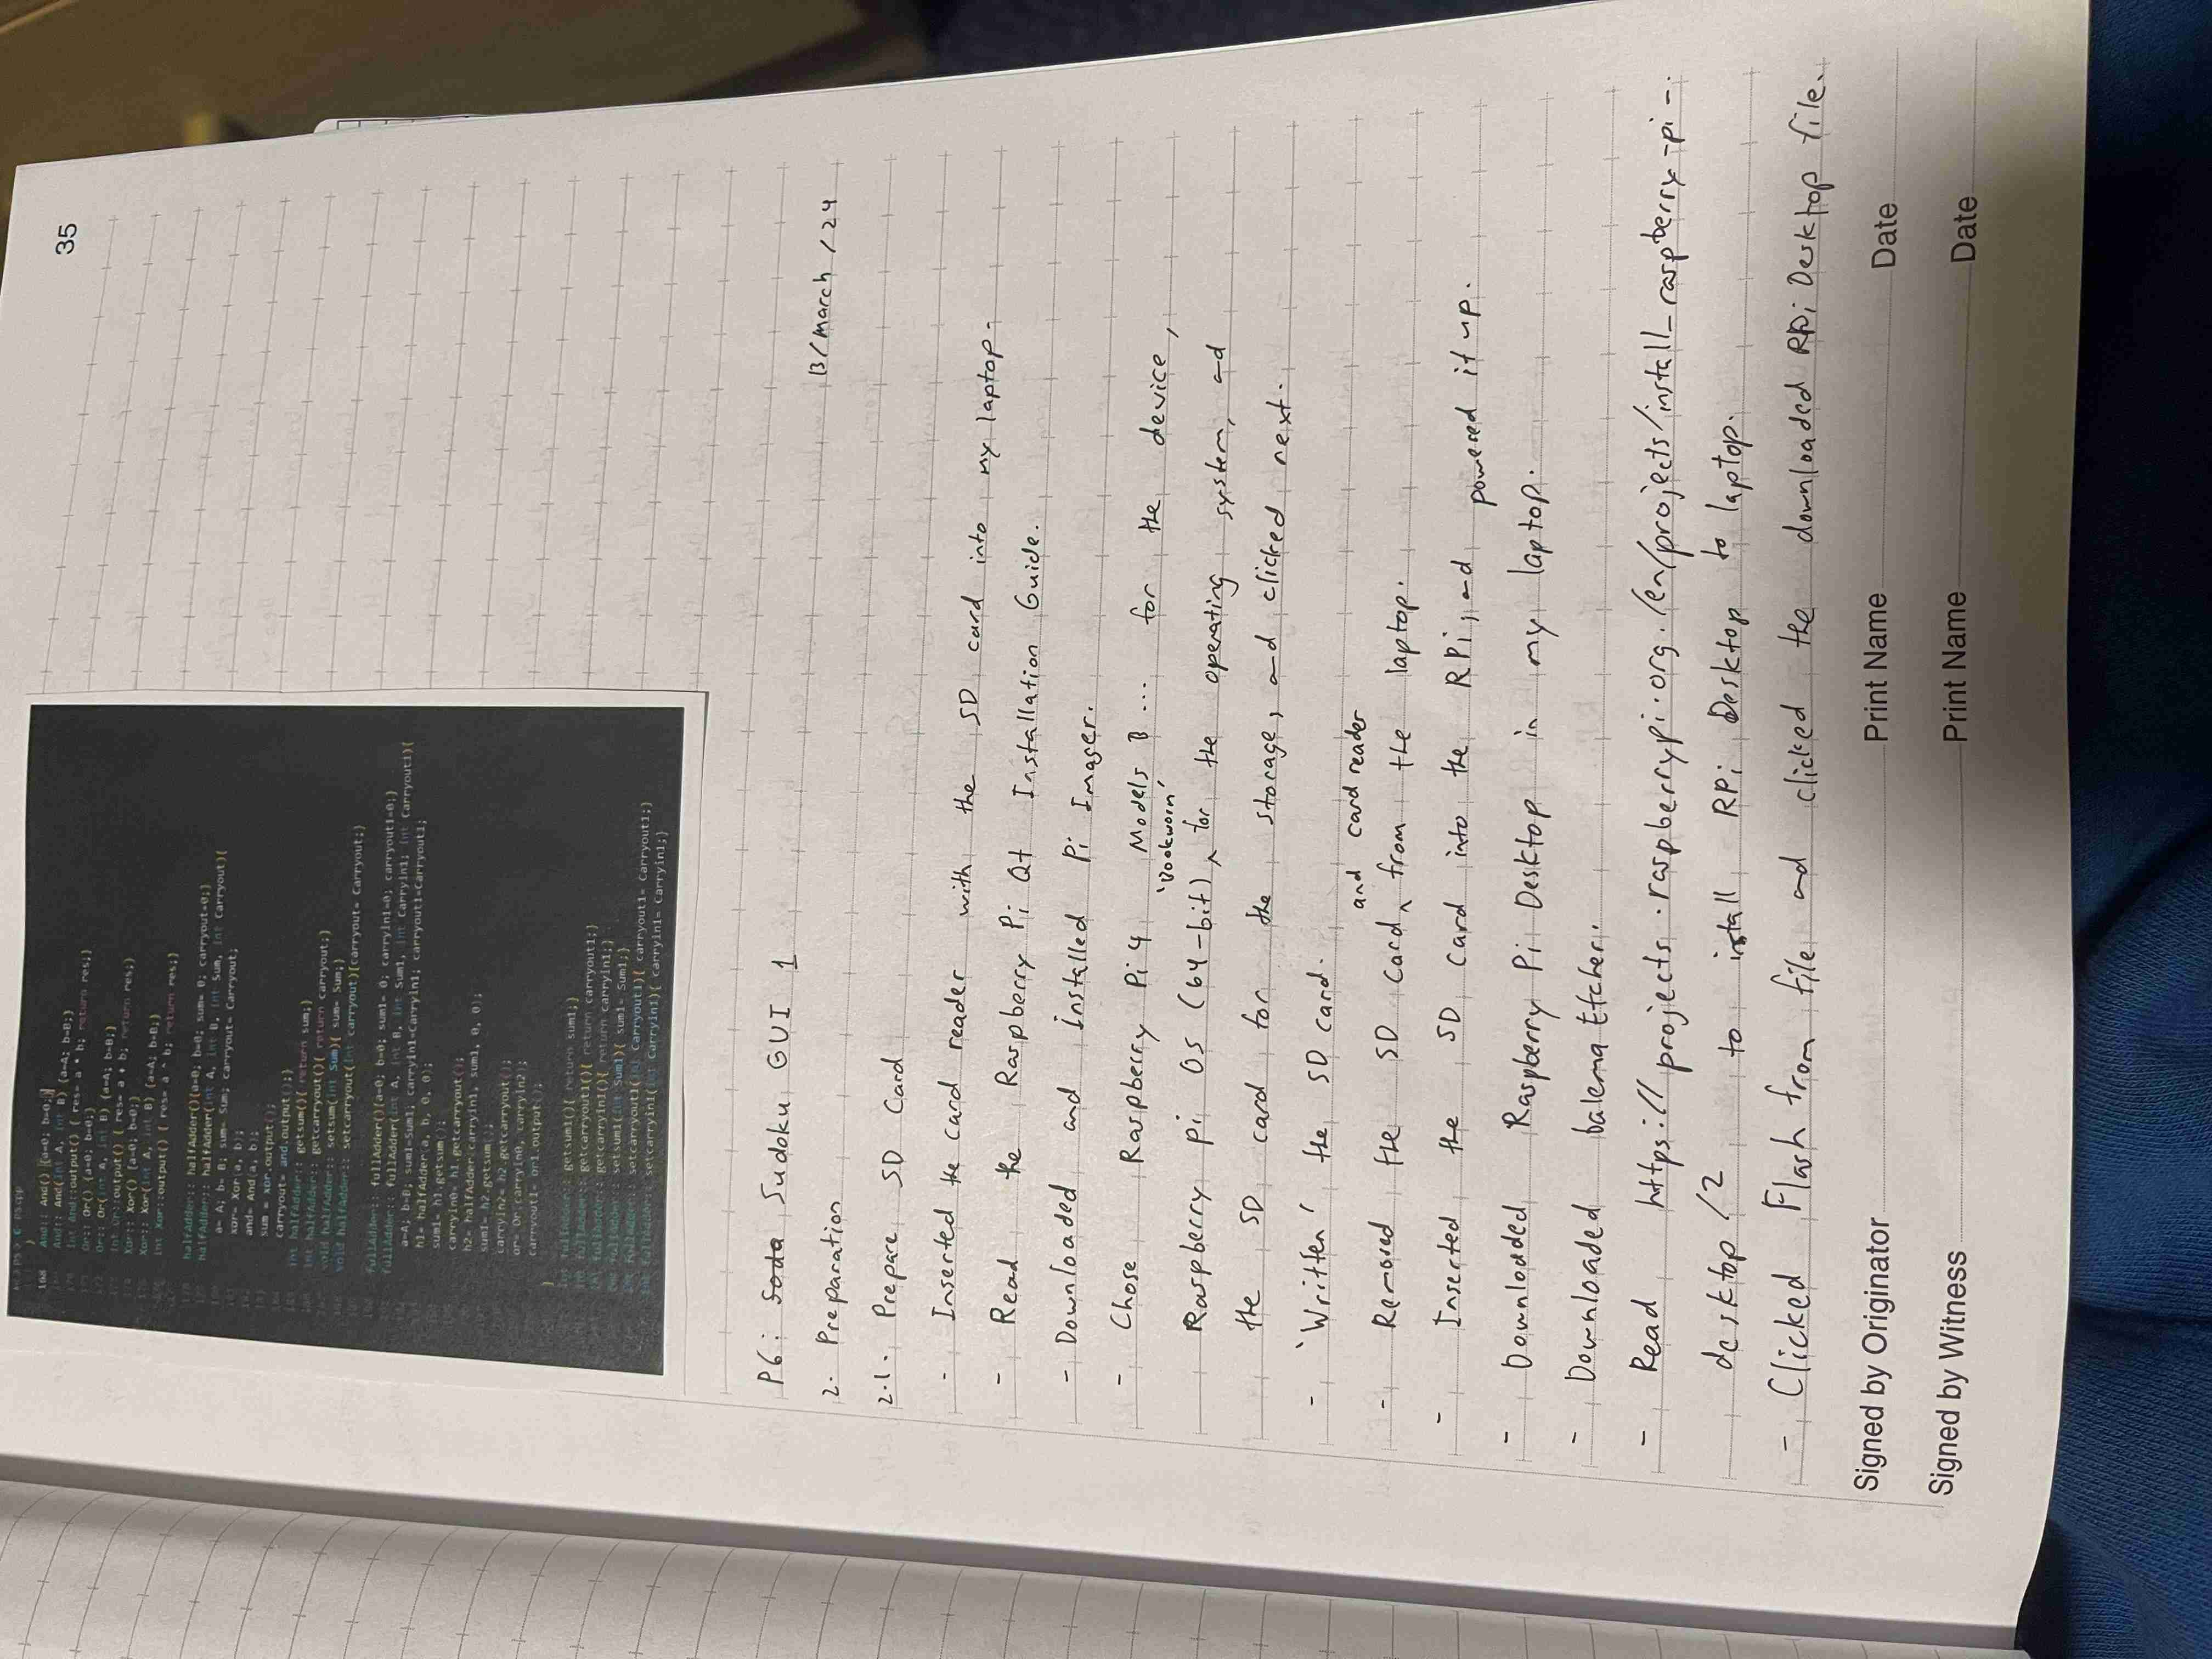 35
P5 > C· P5.cpp
}
168 And:: And() {a=0; b=0;}
And:: And(int A, int B) {a=A; b=B;}
int And::output() { res= a * b; return res;}
Or:: Or() {a=0; b=0;}
Or:: Or(int A, int B) {a=A; b=B;}
int Or::output() { res= a + b; return res;}
Xor:: Xor() {a=0; b=0;}
Xor:: Xor(int A, int B) {a=A; b=B;}
int Xor::output() { res= a ^ b; return res;}
halfAdder:: halfAdder(){a=0; b=0; sum= 0; carryout=0;}
halfAdder:: halfAdder(int A, int B, int Sum, int Carryout){
a= A; b= B; sum= Sum; carryout= Carryout;
xor= Xor(a, b);
and= And(a, b);
sum = xor.output();
carryout= and.output();}
int halfAdder:: getsum(){ return sum;}
int halfAdder:: getcarryout(){ return carryout;}
void halfAdder:: setsum(int Sum){ sum= Sum;}
void halfAdder:: setcarryout(int carryout){carryout= Carryout;}
fullAdder:: fullAdder(){a=0; b=0; sum1= 0; carryin1=0; carryout1=0;}
fullAdder:: fullAdder(int A, int B, int Sum1, int Carryin1; int Carryout1){
a=A; b=B; sum1=Sum1; carryin1=Carryin1; carryout1=Carryout1;
h1= halfAdder(a, b, 0, 0);
sum1= h1.getsum();
carryin0= h1.getcarryout();
h2= halfAdder(carryin1, sum1, 0, 0);
sum1= h2.getsum();
carryin2= h2.getcarryout();
or= Or(carryin0, carryin2);
carryout1= or1.output();
}
int fullAdder:: getsum1(){ return sum1;}
int fullAdder:: getcarryout1(){ return carryout1;}
int fullAdder:: getcarryin1(){ return carryin1;}
int fullAdder:: setsum1(int Sum1){ sum1= Sum1;}
int fullAdder:: setcarryout1(int Carryout1){ carryout1= Carryout1;}
int fullAdder:: setcarryin1(int Carryin1){ carryin1= Carryin1;}
P6: Soda Sudoku GUI 1
13/March/24
2. Preparation
2.1. Prepare SD Card
- Inserted the card reader with the SD card into my laptop.
- Read the Raspberry Pi Qt Installation Guide.
- Downloaded and installed Pi Imager.
- Chose Raspberry Pi 4 Models B ... for the device,
'Bookworm'
Raspberry pi OS (64-bit) ^ for the operating system, and
the SD card for the storage, and clicked next.
- 'Written' the SD card.
and card reader
- Removed the SD card ^ from the laptop.
- Inserted the SD card into the RPi, and powered it up.
- Downloaded Raspberry Pi Desktop in my laptop.
- Downloaded balema Etcher.
- Read https://projects.raspberrypi.org./en/projects/install_raspberry-pi-
desktop/2 to install RPi Desktop to laptop.
- Clicked Flash from file and clicked the downloaded RPi Desktop file.
Signed by Originator Print Name Date
Signed by Witness Print Name Date